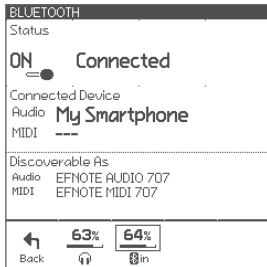 BLUETOOTH
Status
ON Connected
Connected Device
Audio My Smartphone
MIDI ---
Discoverable As
Audio EFNOTE AUDIO 707
MIDI EFNOTE MIDI 707
63% 64%
Back in